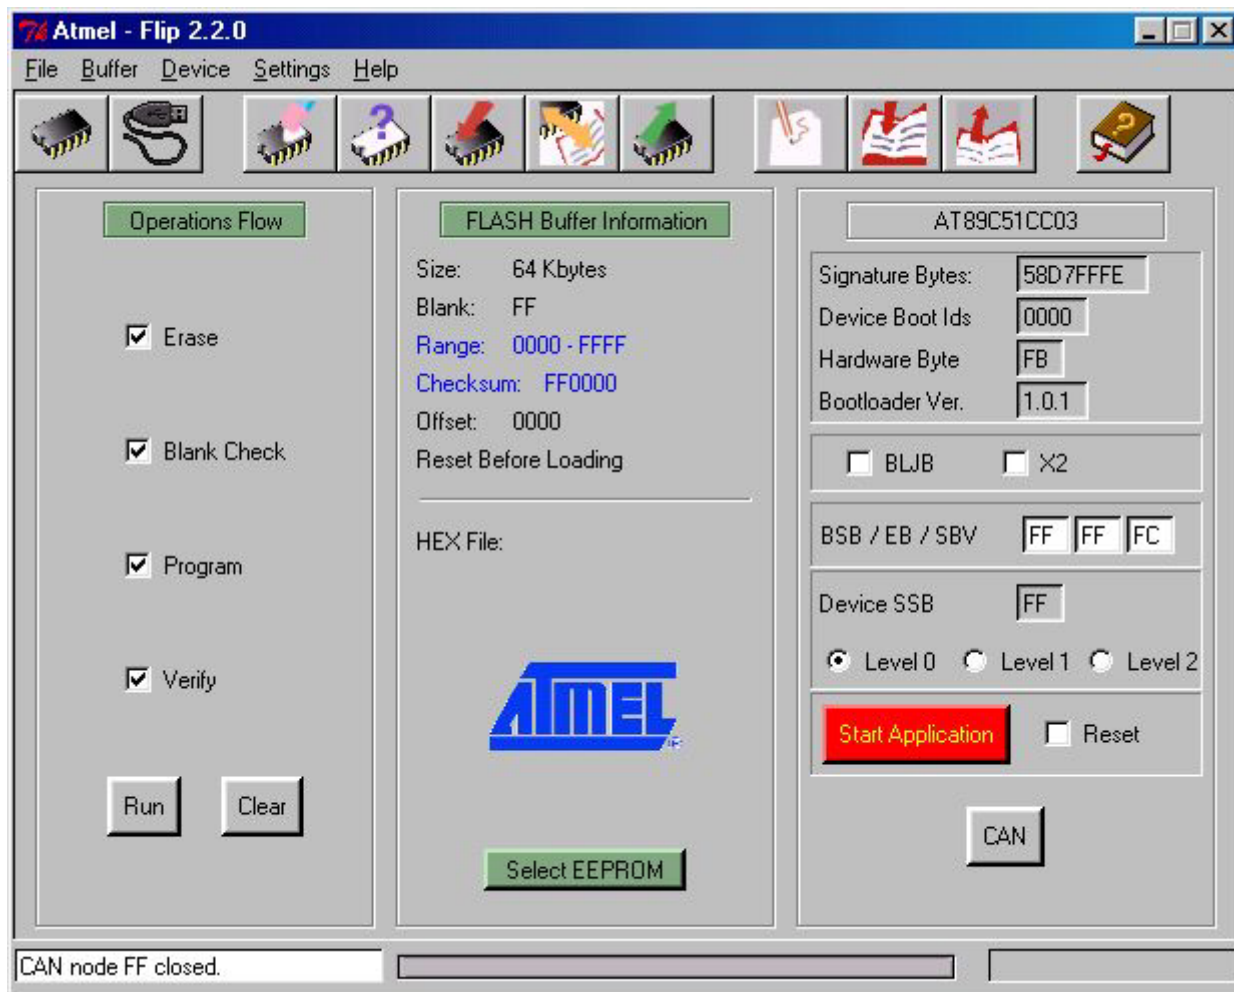 Atmel - Flip 2.2.0
File Buffer Device Settings Help
Operations Flow
Erase
Blank Check
Program
Verify
Run Clear
FLASH Buffer Information
Size: 64 Kbytes
Blank: FF
Range: 0000 - FFFF
Checksum: FF0000
Offset: 0000
Reset Before Loading
HEX File:
ATMEL ®
Select EEPROM
AT89C51CC03
Signature Bytes: 58D7FFFE
Device Boot Ids 0000
Hardware Byte FB
Bootloader Ver. 1.0.1
BLJB X2
BSB / EB / SBV FF FF FC
Device SSB FF
Level 0 Level 1 Level 2
Start Application Reset
CAN
CAN node FF closed.